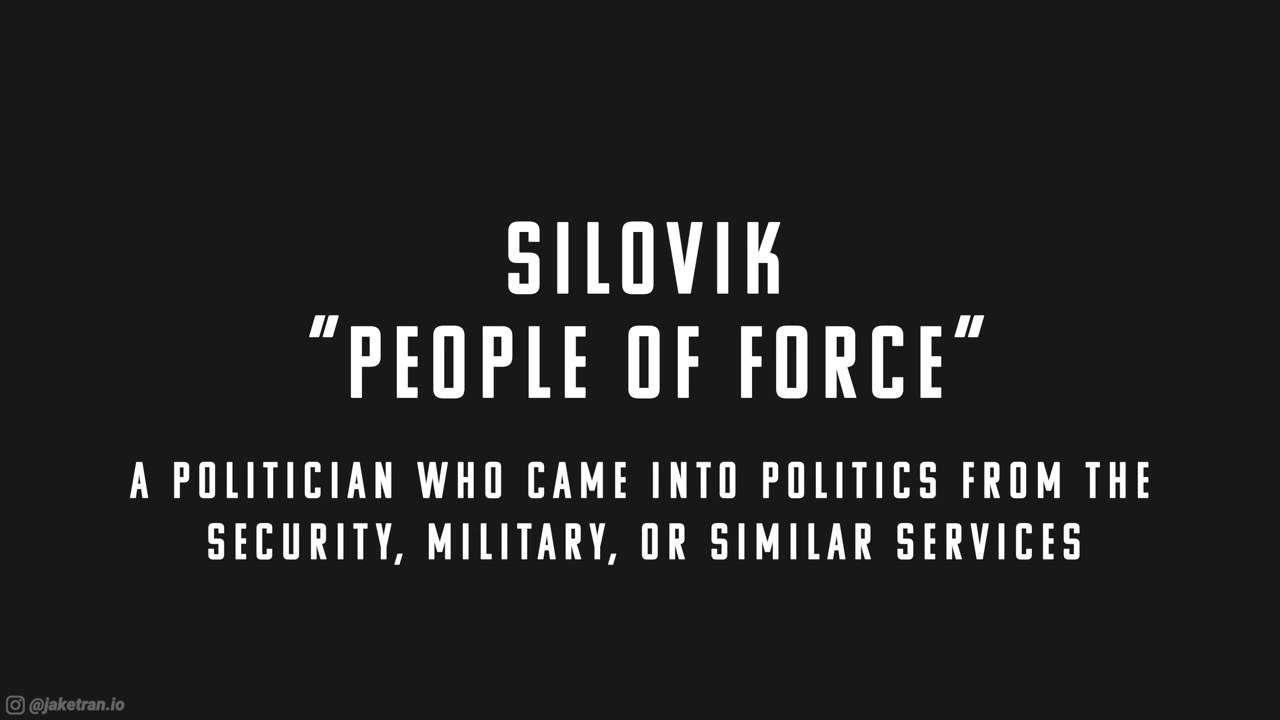 SILOVIK
"PEOPLE OF FORCE"
A POLITICIAN WHO CAME INTO POLITICS FROM THE
SECURITY, MILITARY, OR SIMILAR SERVICES
@jaketran.io